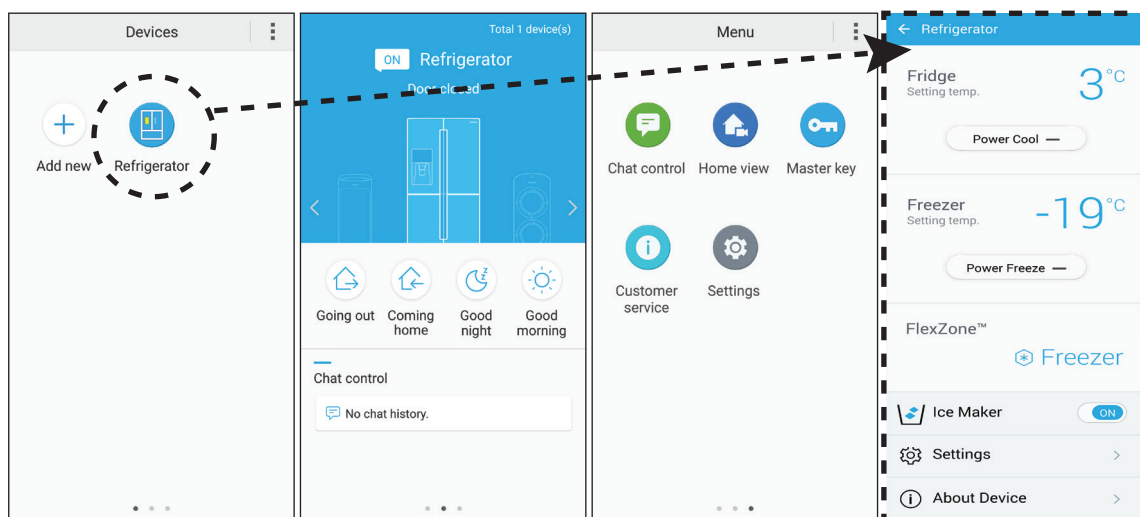 Devices
Add new
Refrigerator
Total 1 device(s)
ON Refrigerator
Door closed
Going out
Coming
home
Good
night
Good
morning
Chat control
No chat history.
Menu
Chat control
Home view
Master key
Customer
service
Settings
Refrigerator
Fridge
Setting temp.
3°C
Power Cool
Freezer
Setting temp.
-19°C
Power Freeze
FlexZone™
Freezer
Ice Maker
ON
Settings
About Device